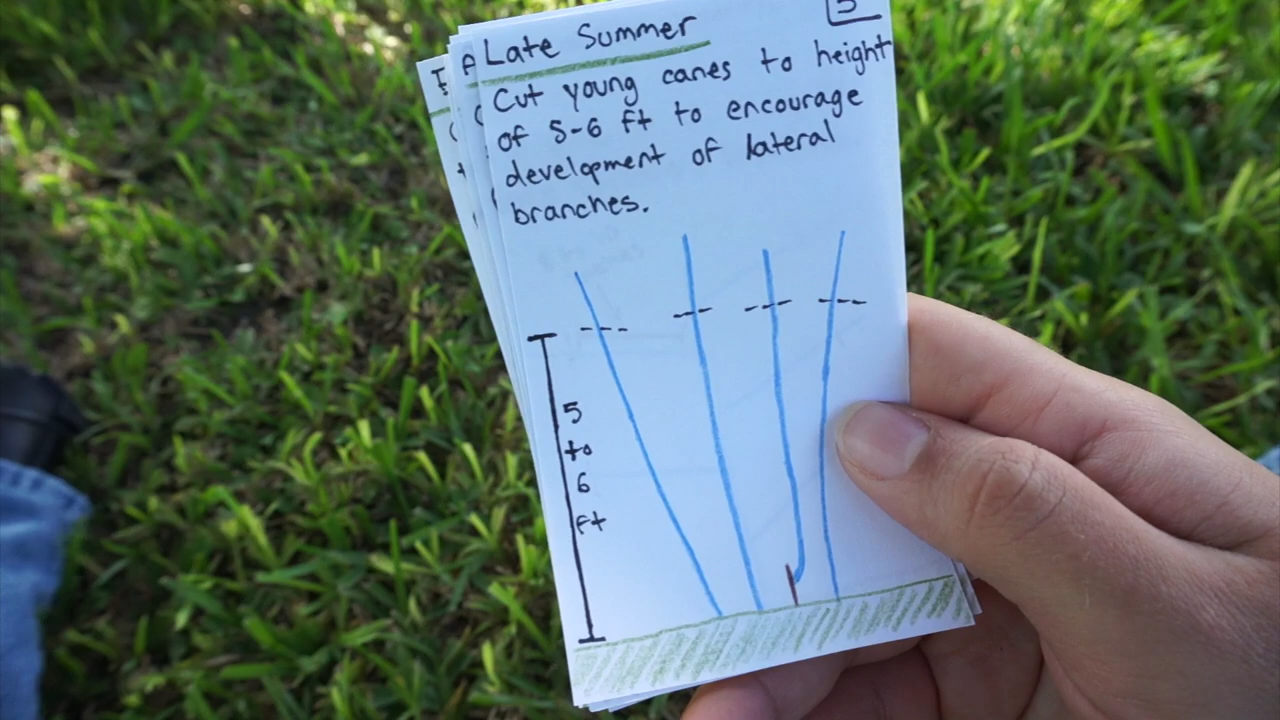 Late Summer
Cut young canes to height
of 5-6 ft to encourage
development of lateral
branches.
5
to
6
ft